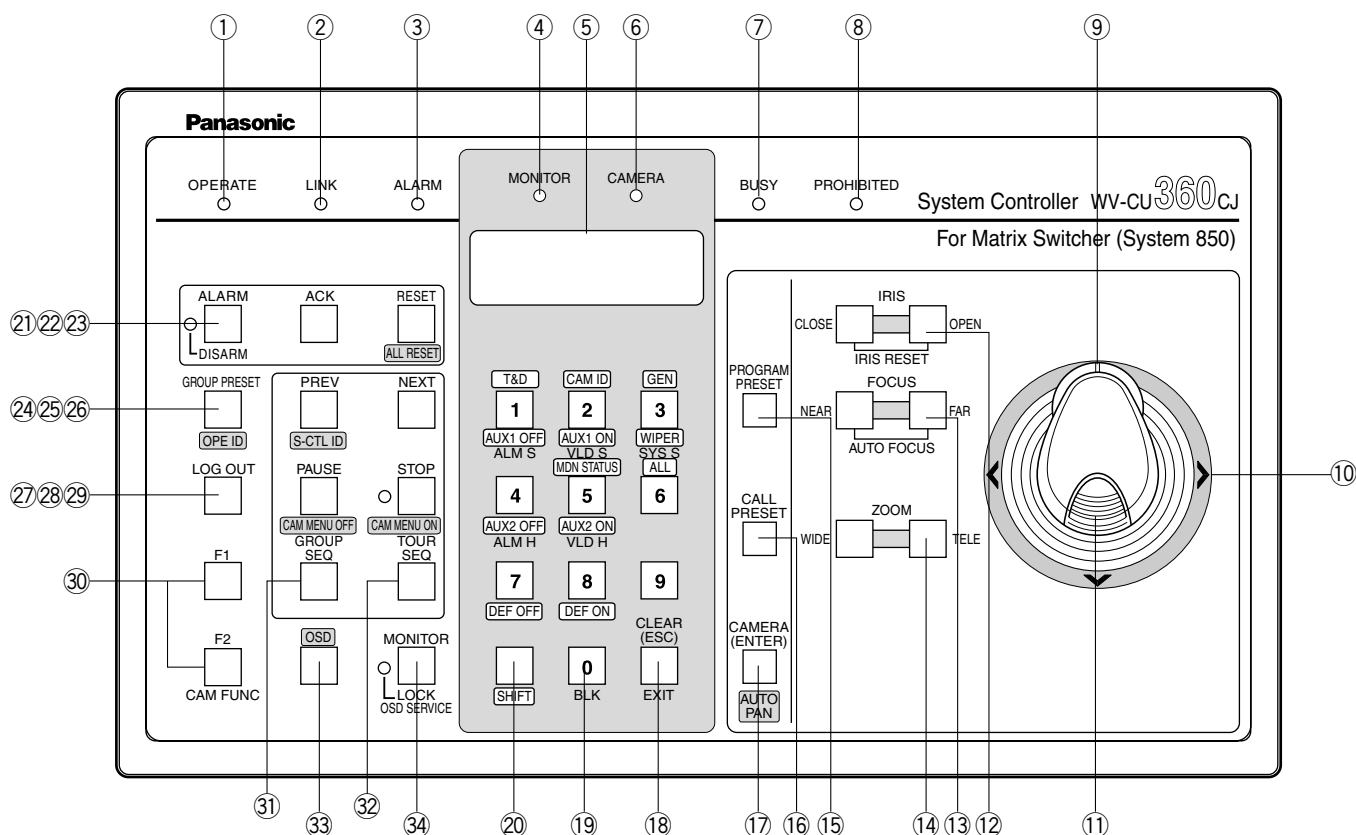 ① ② ③ ④ ⑤ ⑥ ⑦ ⑧ ⑨
Panasonic
OPERATE LINK ALARM MONITOR CAMERA BUSY PROHIBITED
System Controller WV-CU360CJ
For Matrix Switcher (System 850)
ALARM ACK RESET
㉑㉒㉓
DISARM ALL RESET
GROUP PRESET PREV NEXT
㉔㉕㉖
OPE ID S-CTL ID
LOG OUT PAUSE STOP
㉗㉘㉙
CAM MENU OFF CAM MENU ON
F1 GROUP SEQ TOUR SEQ
㉚
F2 OSD MONITOR
CAM FUNC LOCK
OSD SERVICE
T&D CAM ID GEN
1 2 3
AUX1 OFF AUX1 ON WIPER
ALM S VLD S SYS S
MDN STATUS ALL
4 5 6
AUX2 OFF AUX2 ON
ALM H VLD H
7 8 9
DEF OFF DEF ON
CLEAR
(ESC)
0
SHIFT BLK EXIT
PROGRAM
PRESET
CALL
PRESET
CAMERA
(ENTER)
AUTO
PAN
IRIS
CLOSE OPEN
IRIS RESET
FOCUS
NEAR FAR
AUTO FOCUS
ZOOM
WIDE TELE
⑩
㉛ ㉜
㉝ ㉞ ⑳ ⑲ ⑱ ⑰ ⑯ ⑮ ⑭ ⑬ ⑫ ⑪